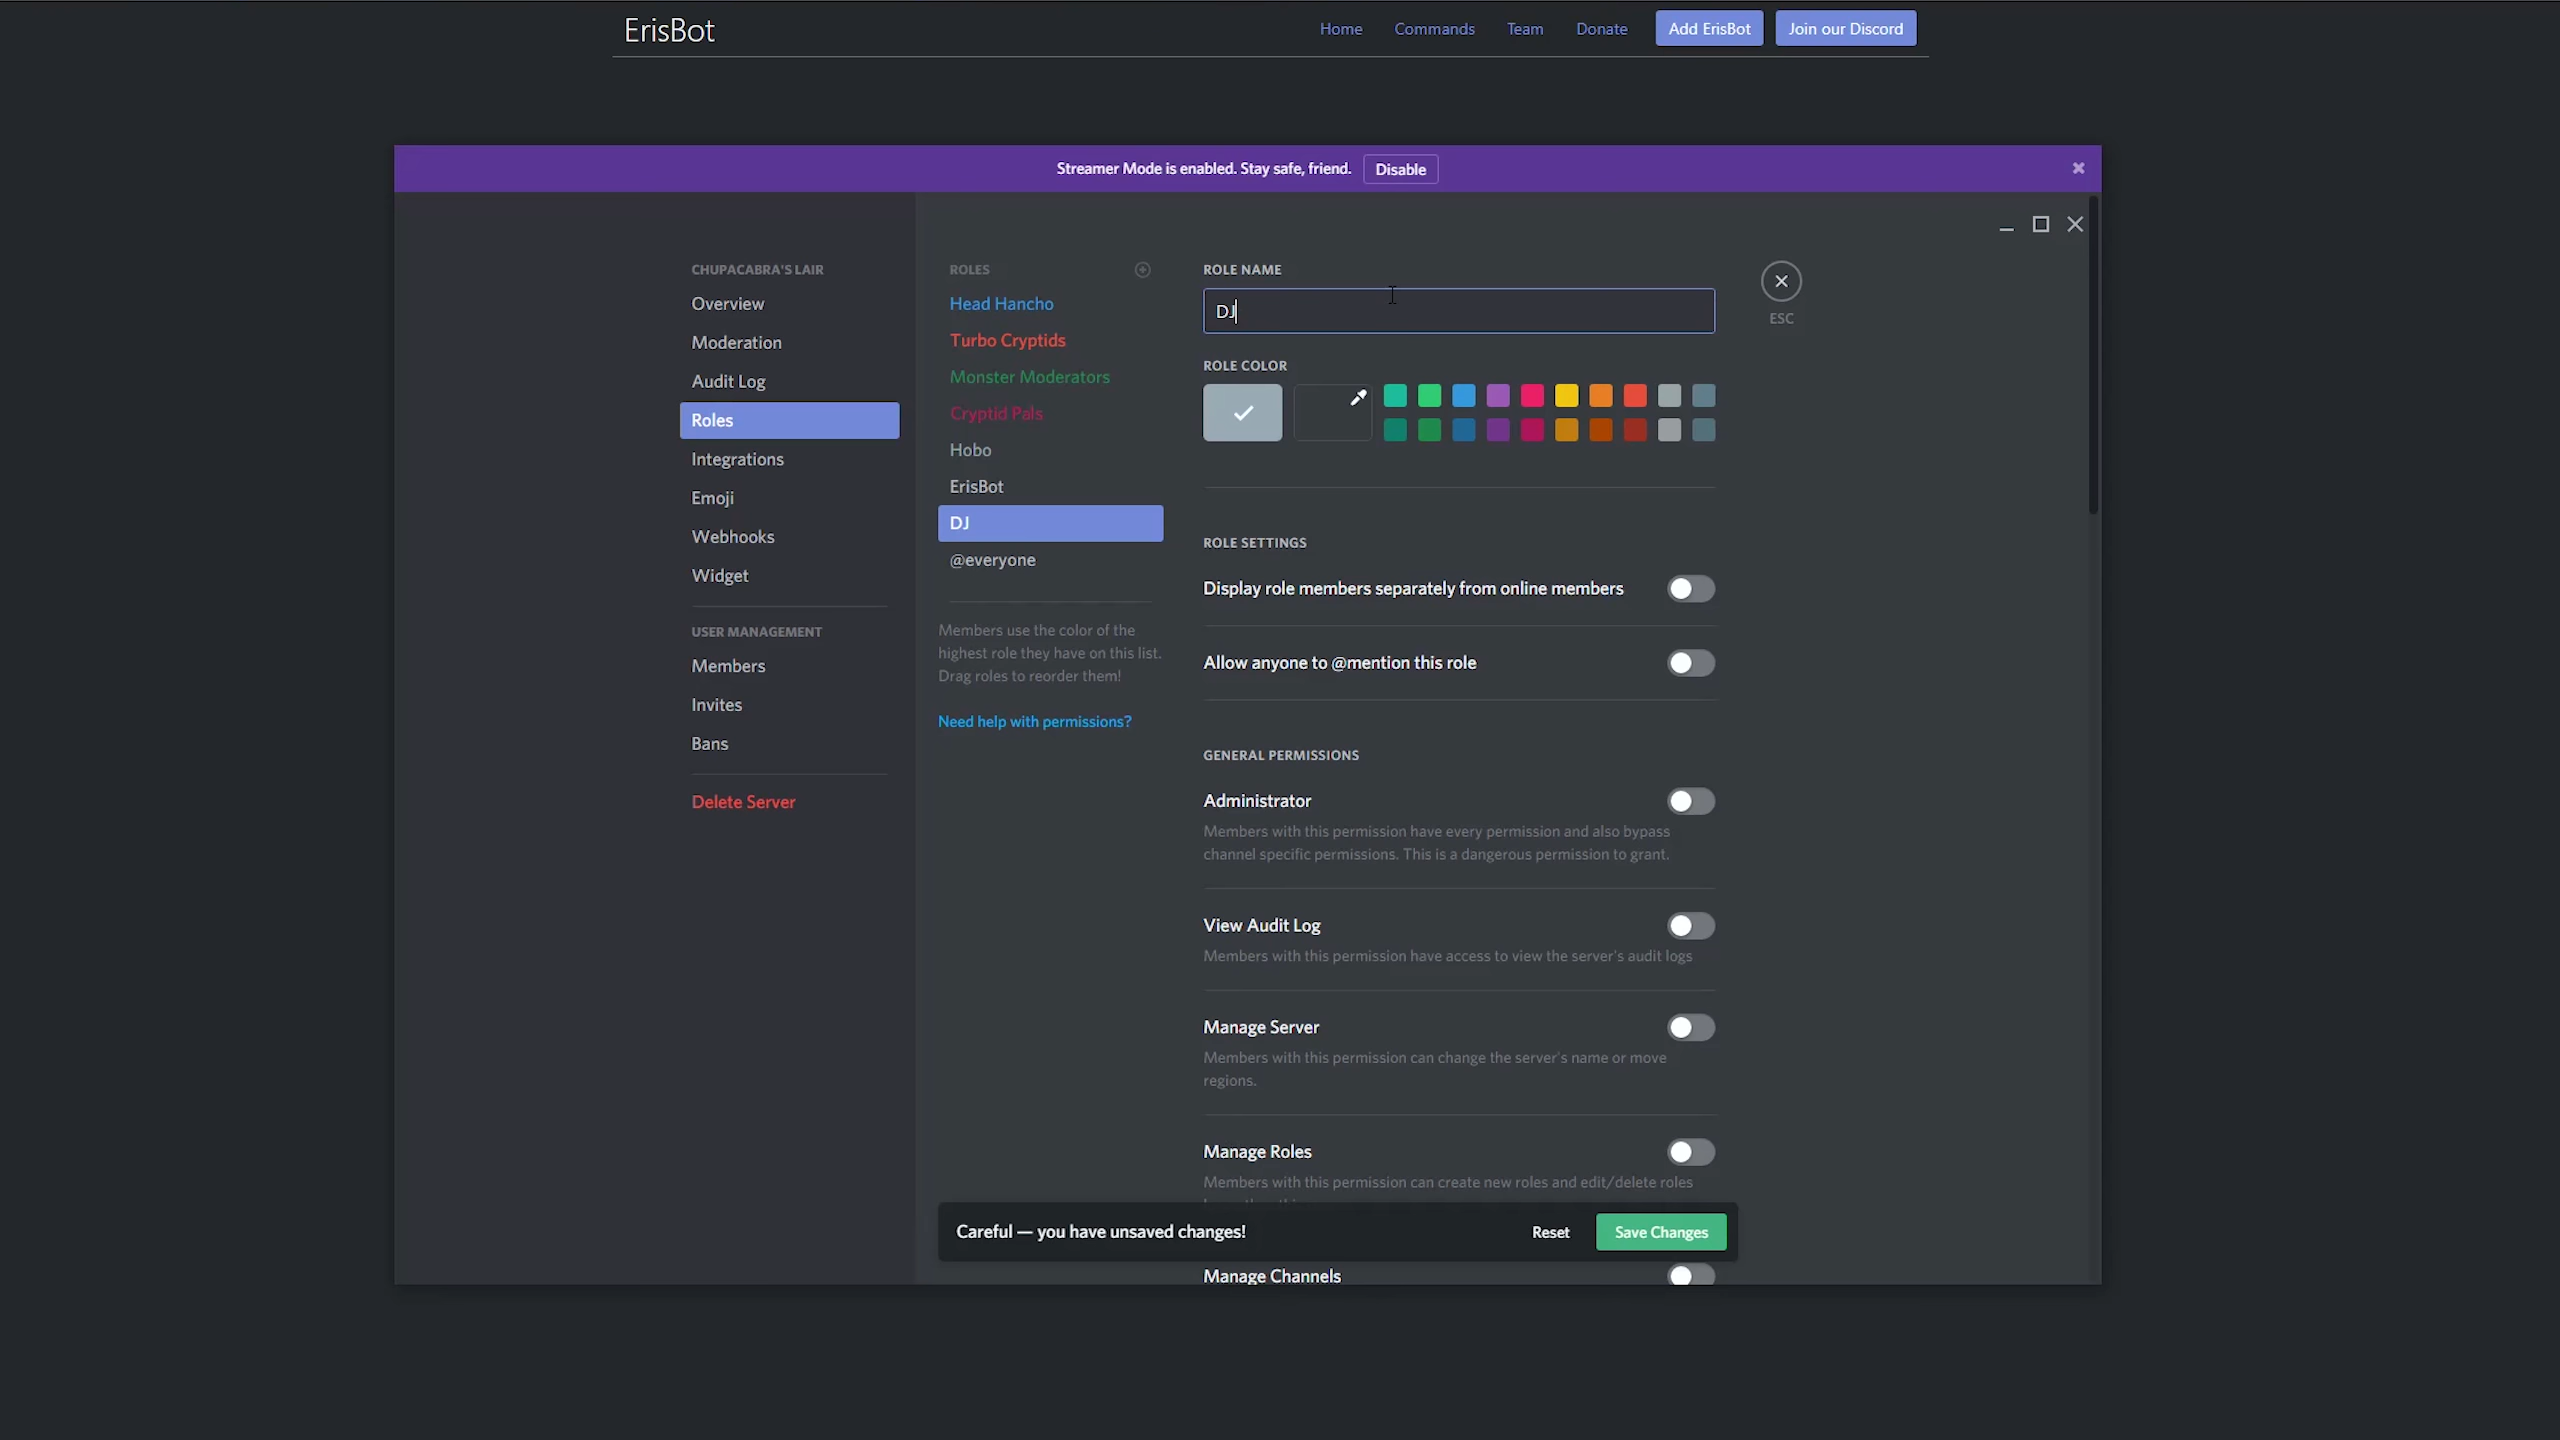 ErisBot
Home
Commands
Team
Donate
Add ErisBot
Join our Discord
Streamer Mode is enabled. Stay safe, friend.
Disable
CHUPACABRA'S LAIR
Overview
Moderation
Audit Log
Roles
Integrations
Emoji
Webhooks
Widget
USER MANAGEMENT
Members
Invites
Bans
Delete Server
ROLES
Head Hancho
Turbo Cryptids
Monster Moderators
Cryptid Pals
Hobo
ErisBot
DJ
@everyone
Members use the color of the
highest role they have on this list.
Drag roles to reorder them!
Need help with permissions?
ROLE NAME
DJ
ESC
ROLE COLOR
ROLE SETTINGS
Display role members separately from online members
Allow anyone to @mention this role
GENERAL PERMISSIONS
Administrator
Members with this permission have every permission and also bypass
channel specific permissions. This is a dangerous permission to grant.
View Audit Log
Members with this permission have access to view the server's audit logs
Manage Server
Members with this permission can change the server's name or move
regions.
Manage Roles
Members with this permission can create new roles and edit/delete roles
Careful — you have unsaved changes!
Reset
Save Changes
Manage Channels